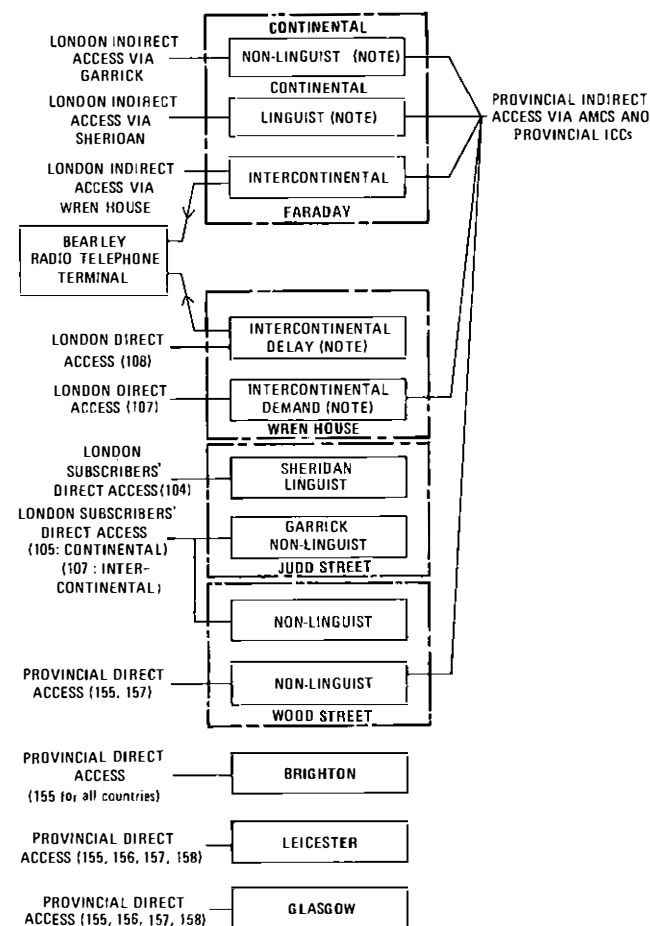 CONTINENTAL
LONDON INDIRECT
ACCESS VIA
GARRICK
NON-LINGUIST (NOTE)
CONTINENTAL
LONDON INDIRECT
ACCESS VIA
SHERIDAN
LINGUIST (NOTE)
PROVINCIAL INDIRECT
ACCESS VIA AMCS AND
PROVINCIAL ICCs
LONDON INDIRECT
ACCESS VIA
WREN HOUSE
INTERCONTINENTAL
FARADAY
BEARLEY
RADIO TELEPHONE
TERMINAL
LONDON DIRECT
ACCESS (108)
INTERCONTINENTAL
DELAY (NOTE)
LONDON DIRECT
ACCESS (107)
INTERCONTINENTAL
DEMAND (NOTE)
WREN HOUSE
LONDON
SUBSCRIBERS'
DIRECT ACCESS (104)
SHERIDAN
LINGUIST
LONDON SUBSCRIBERS'
DIRECT ACCESS
(105: CONTINENTAL)
(107 : INTER-
CONTINENTAL)
GARRICK
NON-LINGUIST
JUDD STREET
NON-LINGUIST
PROVINCIAL DIRECT
ACCESS (155, 157)
NON-LINGUIST
WOOD STREET
PROVINCIAL DIRECT
ACCESS
(155 for all countries)
BRIGHTON
PROVINCIAL DIRECT
ACCESS (155, 156, 157, 158)
LEICESTER
PROVINCIAL DIRECT
ACCESS (155, 156, 157, 158)
GLASGOW